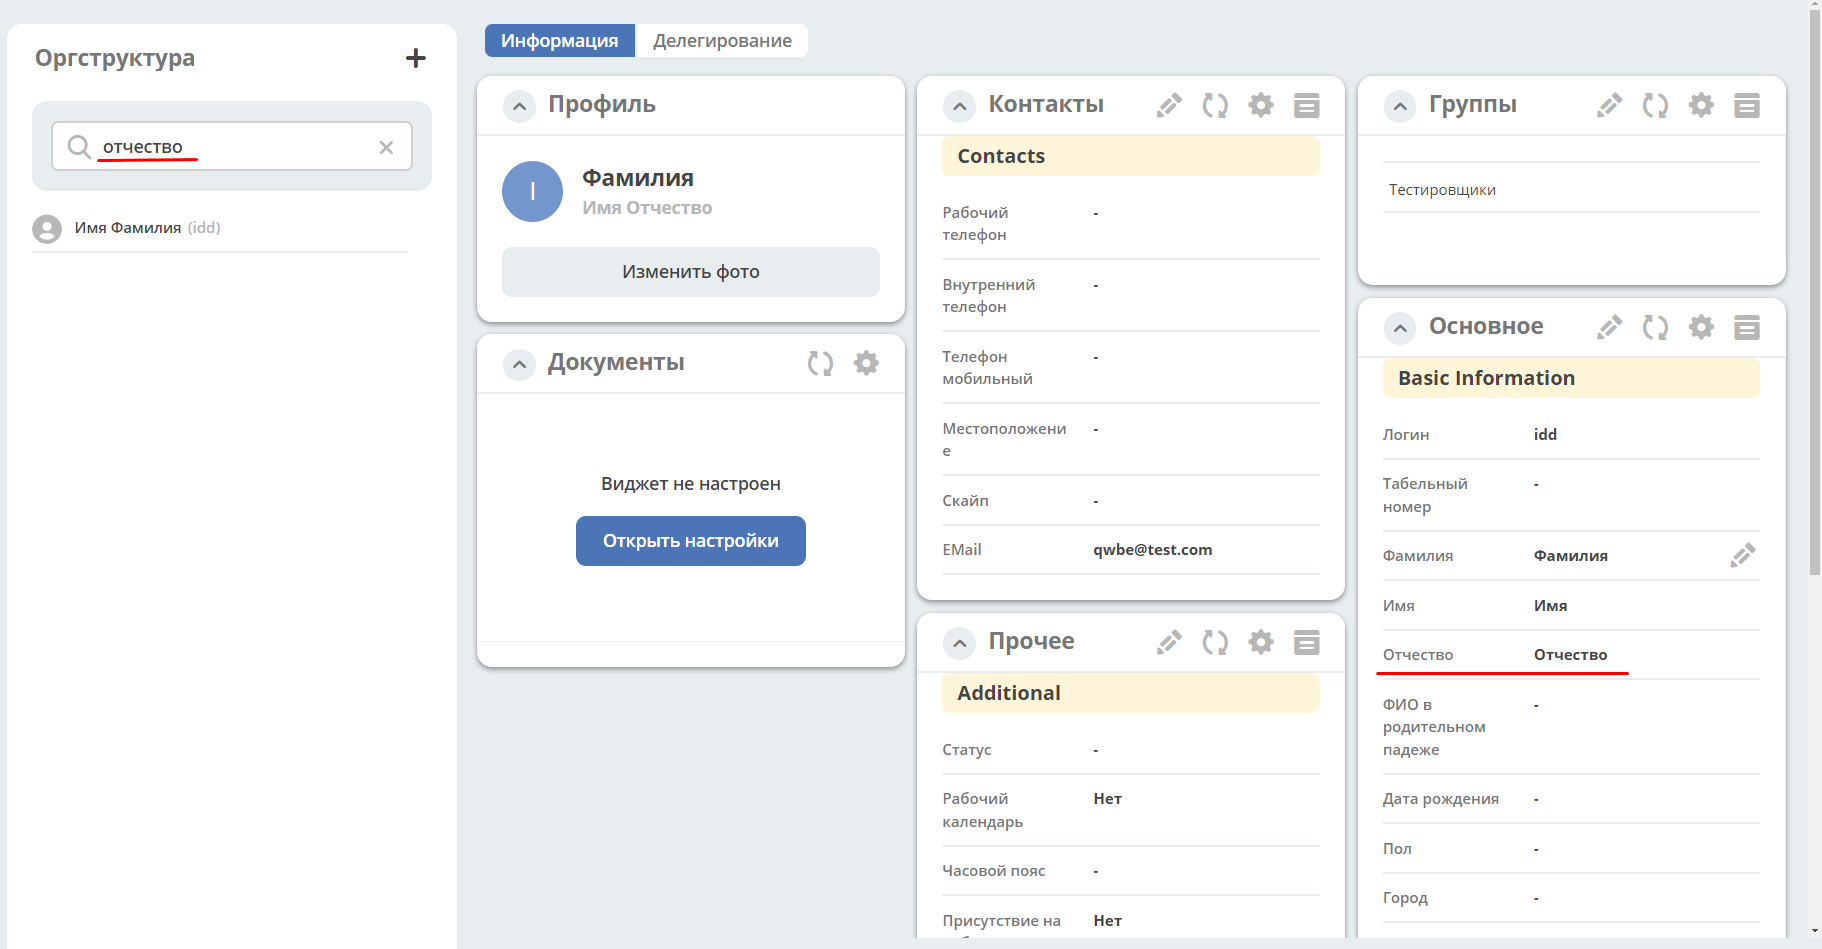 Оргструктура
отчество
Имя Фамилия (idd)
Информация
Делегирование
Профиль
I
Фамилия
Имя Отчество
Изменить фото
Документы
Виджет не настроен
Открыть настройки
Контакты
Contacts
Рабочий
телефон
-
Внутренний
телефон
-
Телефон
мобильный
-
Местоположени
е
-
Скайп
-
EMail
qwbe@test.com
Прочее
Additional
Статус
-
Рабочий
календарь
Нет
Часовой пояс
-
Присутствие на
Нет
Группы
Тестировщики
Основное
Basic Information
Логин
idd
Табельный
номер
-
Фамилия
Фамилия
Имя
Имя
Отчество
Отчество
ФИО в
родительном
падеже
-
Дата рождения
-
Пол
-
Город
-